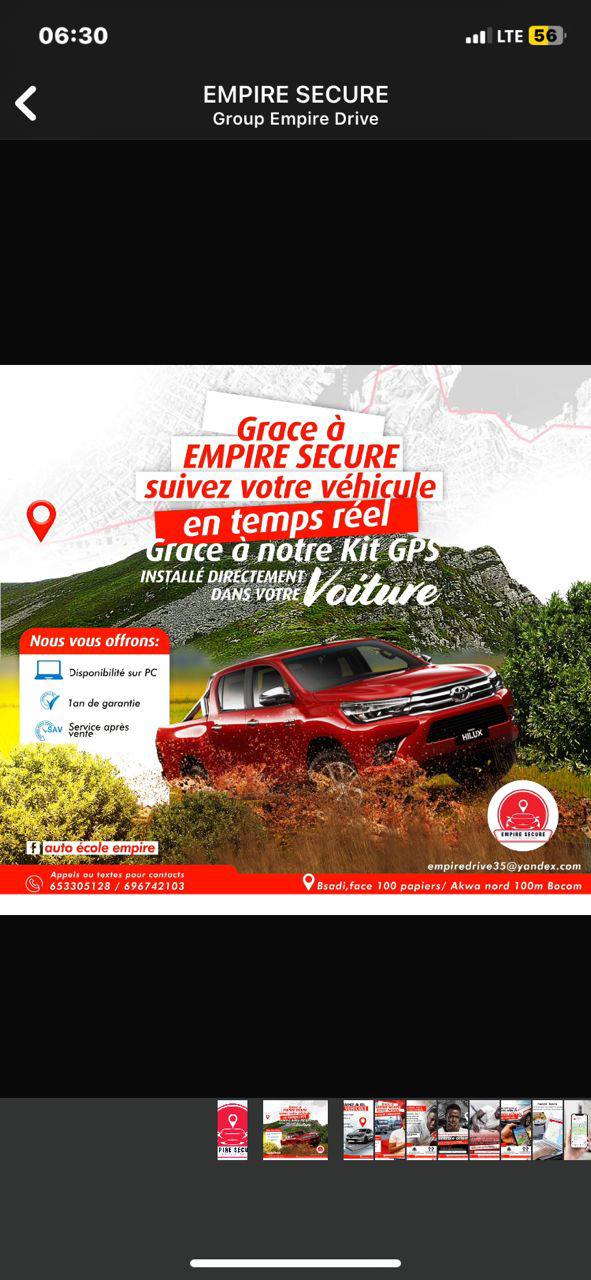 06:30
LTE 56
EMPIRE SECURE
Group Empire Drive
Grace à
EMPIRE SECURE
suivez votre véhicule
en temps réel
Grace à notre Kit GPS
INSTALLÉ DIRECTEMENT
DANS VOTRE Voiture
Nous vous offrons:
Disponibilité sur PC
1an de garantie
SAV Service après
vente
HILUX
EMPIRE SECURE
f auto école empire
empiredrive35@yandex.com
Appels ou textes pour contacts
653305128 / 696742103
Bsadi,face 100 papiers/ Akwa nord 100m Bocom